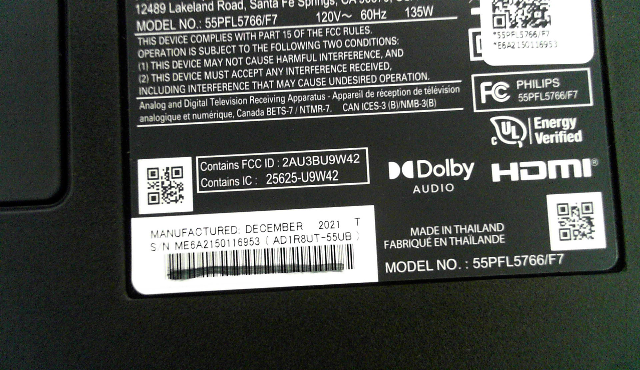 12489 Lakeland Road, Santa Fe Springs, CA
MODEL NO.: 55PFL5766/F7 120V～ 60Hz 135W
THIS DEVICE COMPLIES WITH PART 15 OF THE FCC RULES.
OPERATION IS SUBJECT TO THE FOLLOWING TWO CONDITIONS:
(1) THIS DEVICE MAY NOT CAUSE HARMFUL INTERFERENCE, AND
(2) THIS DEVICE MUST ACCEPT ANY INTERFERENCE RECEIVED,
INCLUDING INTERFERENCE THAT MAY CAUSE UNDESIRED OPERATION.
Analog and Digital Television Receiving Apparatus - Appareil de réception de télévision
analogique et numérique, Canada BETS-7 / NTMR-7. CAN ICES-3 (B)/NMB-3(B)
*55PFL5766/F7
*ME6A2150116953
FC PHILIPS
55PFL5766/F7
c UL Energy
Verified
Contains FCC ID : 2AU3BU9W42
Contains IC : 25625-U9W42
Dolby
AUDIO
HDMI®
MANUFACTURED: DECEMBER 2021 T
S/N ME6A2150116953 ( AD1R8UT-55UB )
MADE IN THAILAND
FABRIQUÉ EN THAÏLANDE
MODEL NO. : 55PFL5766/F7